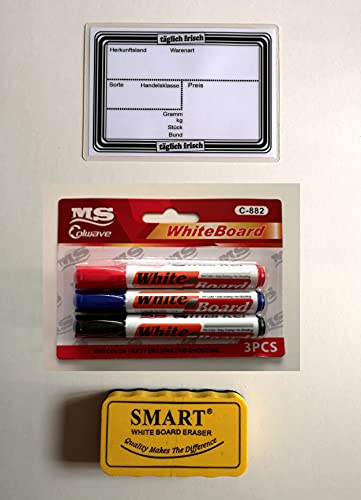 täglich frisch
Herkunftsland Warenart
Sorte Handelsklasse Preis
Gramm
kg
Stück
Bund
täglich frisch
MS
Colwave
C-882
WhiteBoard
White Board
White Board
White Board
3PCS
SMART®
WHITE BOARD ERASER
Quality Makes The Difference